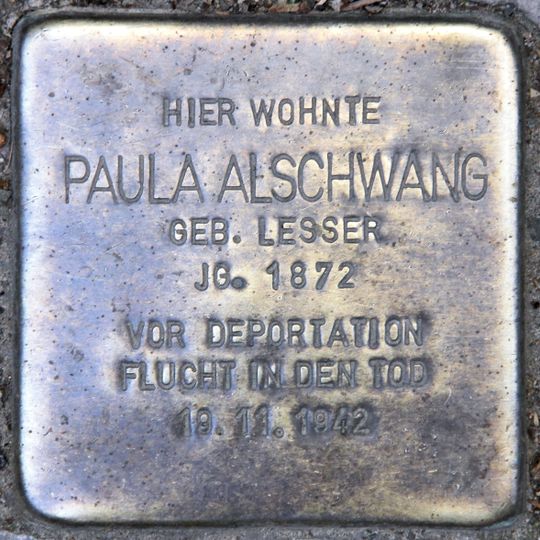 HIER WOHNTE
PAULA ALSCHWANG
GEB. LESSER
JG. 1872
VOR DEPORTATION
FLUCHT IN DEN TOD
19. 11. 1942